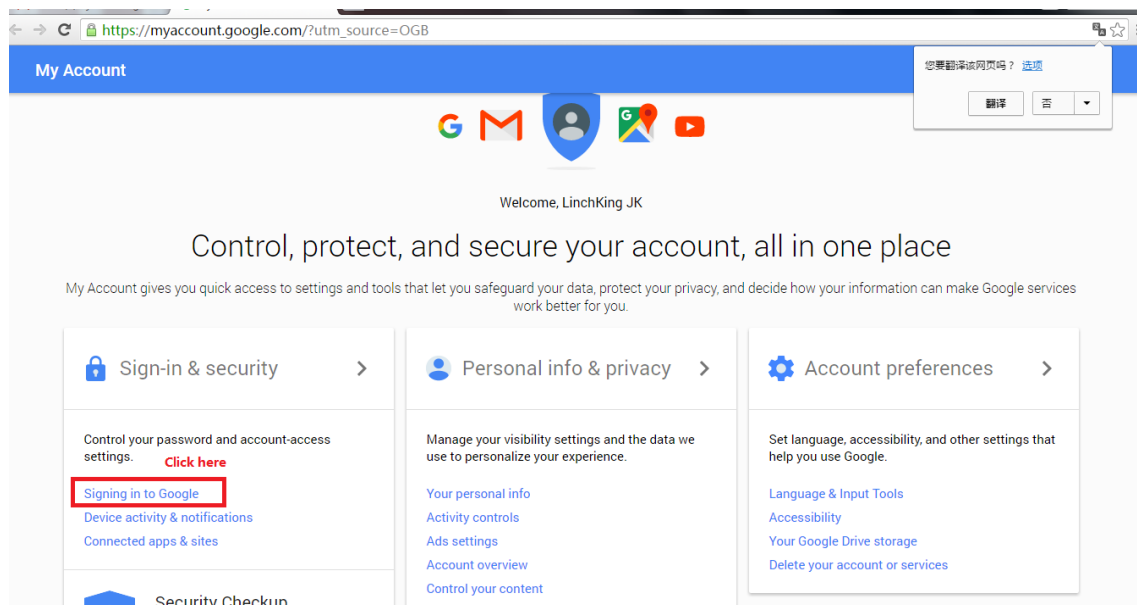 https://myaccount.google.com/?utm_source=OGB
您要翻译该网页吗？ 选项
翻译
否
My Account
Welcome, LinchKing JK
Control, protect, and secure your account, all in one place
My Account gives you quick access to settings and tools that let you safeguard your data, protect your privacy, and decide how your information can make Google services
work better for you.
Sign-in & security
Control your password and account-access
settings.
Click here
Signing in to Google
Device activity & notifications
Connected apps & sites
Security Checkup
Personal info & privacy
Manage your visibility settings and the data we
use to personalize your experience.
Your personal info
Activity controls
Ads settings
Account overview
Control your content
Account preferences
Set language, accessibility, and other settings that
help you use Google.
Language & Input Tools
Accessibility
Your Google Drive storage
Delete your account or services